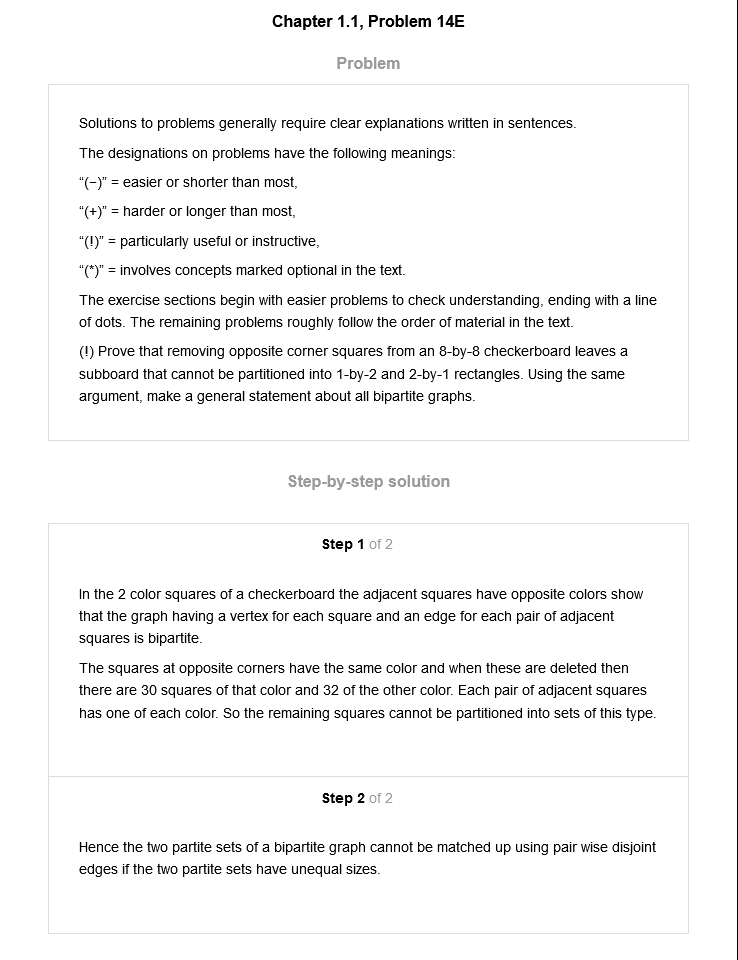 Chapter 1.1, Problem 14E
Problem
Solutions to problems generally require clear explanations written in sentences.
The designations on problems have the following meanings:
“(−)” = easier or shorter than most,
“(+)” = harder or longer than most,
“(!)” = particularly useful or instructive,
“(*)” = involves concepts marked optional in the text.
The exercise sections begin with easier problems to check understanding, ending with a line
of dots. The remaining problems roughly follow the order of material in the text.
(!) Prove that removing opposite corner squares from an 8-by-8 checkerboard leaves a
subboard that cannot be partitioned into 1-by-2 and 2-by-1 rectangles. Using the same
argument, make a general statement about all bipartite graphs.
Step-by-step solution
Step 1 of 2
In the 2 color squares of a checkerboard the adjacent squares have opposite colors show
that the graph having a vertex for each square and an edge for each pair of adjacent
squares is bipartite.
The squares at opposite corners have the same color and when these are deleted then
there are 30 squares of that color and 32 of the other color. Each pair of adjacent squares
has one of each color. So the remaining squares cannot be partitioned into sets of this type.
Step 2 of 2
Hence the two partite sets of a bipartite graph cannot be matched up using pair wise disjoint
edges if the two partite sets have unequal sizes.